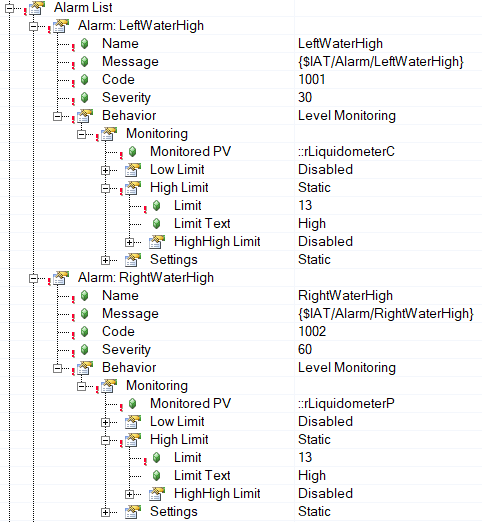 Alarm List
Alarm: LeftWaterHigh
Name LeftWaterHigh
Message {$IAT/Alarm/LeftWaterHigh}
Code 1001
Severity 30
Behavior Level Monitoring
Monitoring
Monitored PV ::rLiquidometerC
Low Limit Disabled
High Limit Static
Limit 13
Limit Text High
HighHigh Limit Disabled
Settings Static
Alarm: RightWaterHigh
Name RightWaterHigh
Message {$IAT/Alarm/RightWaterHigh}
Code 1002
Severity 60
Behavior Level Monitoring
Monitoring
Monitored PV ::rLiquidometerP
Low Limit Disabled
High Limit Static
Limit 13
Limit Text High
HighHigh Limit Disabled
Settings Static